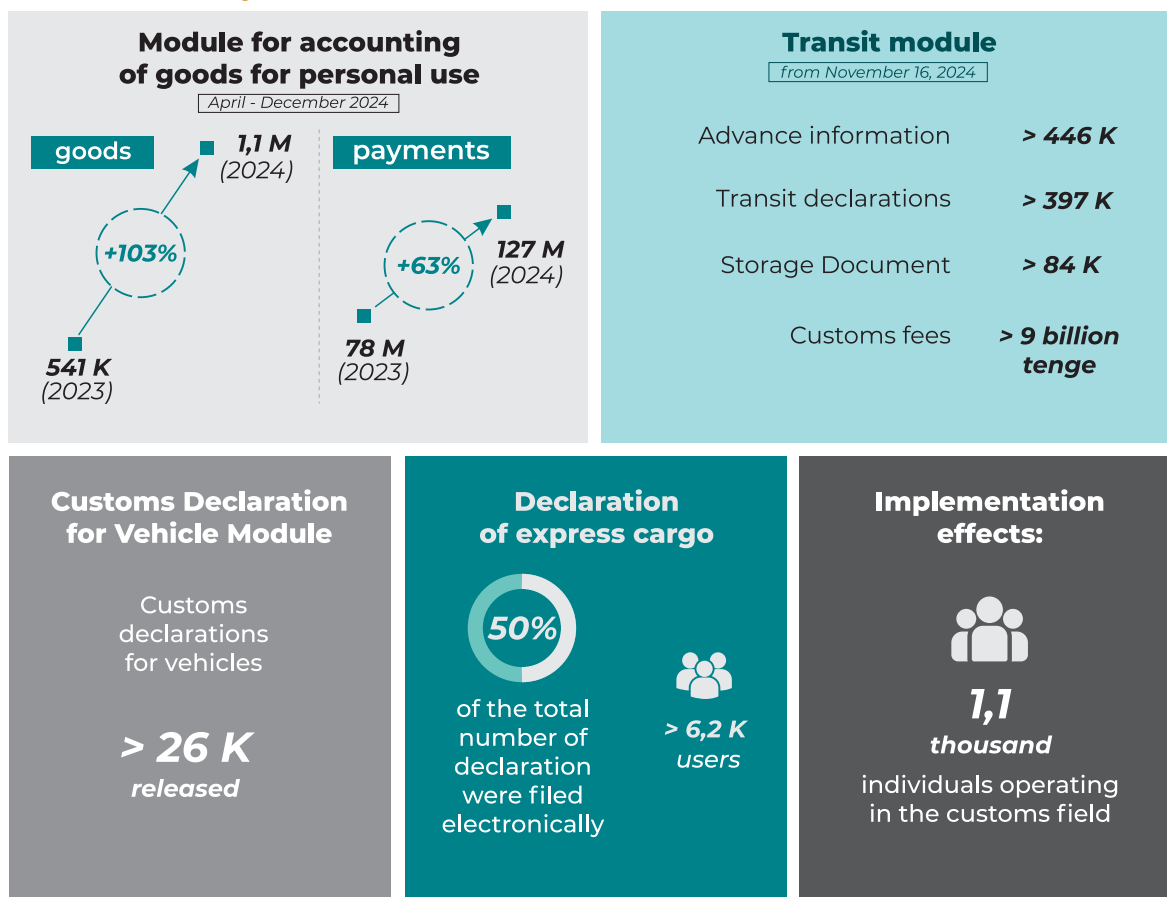 Module for accounting
of goods for personal use
April - December 2024
goods
1,1 M
(2024)
+103%
541 K
(2023)
payments
127 M
(2024)
+63%
78 M
(2023)
Transit module
from November 16, 2024
Advance information > 446 K
Transit declarations > 397 K
Storage Document > 84 K
Customs fees > 9 billion
tenge
Customs Declaration
for Vehicle Module
Customs
declarations
for vehicles
> 26 K
released
Declaration
of express cargo
50%
of the total
number of
declaration
were filed
electronically
> 6,2 K
users
Implementation
effects:
1,1
thousand
individuals operating
in the customs field